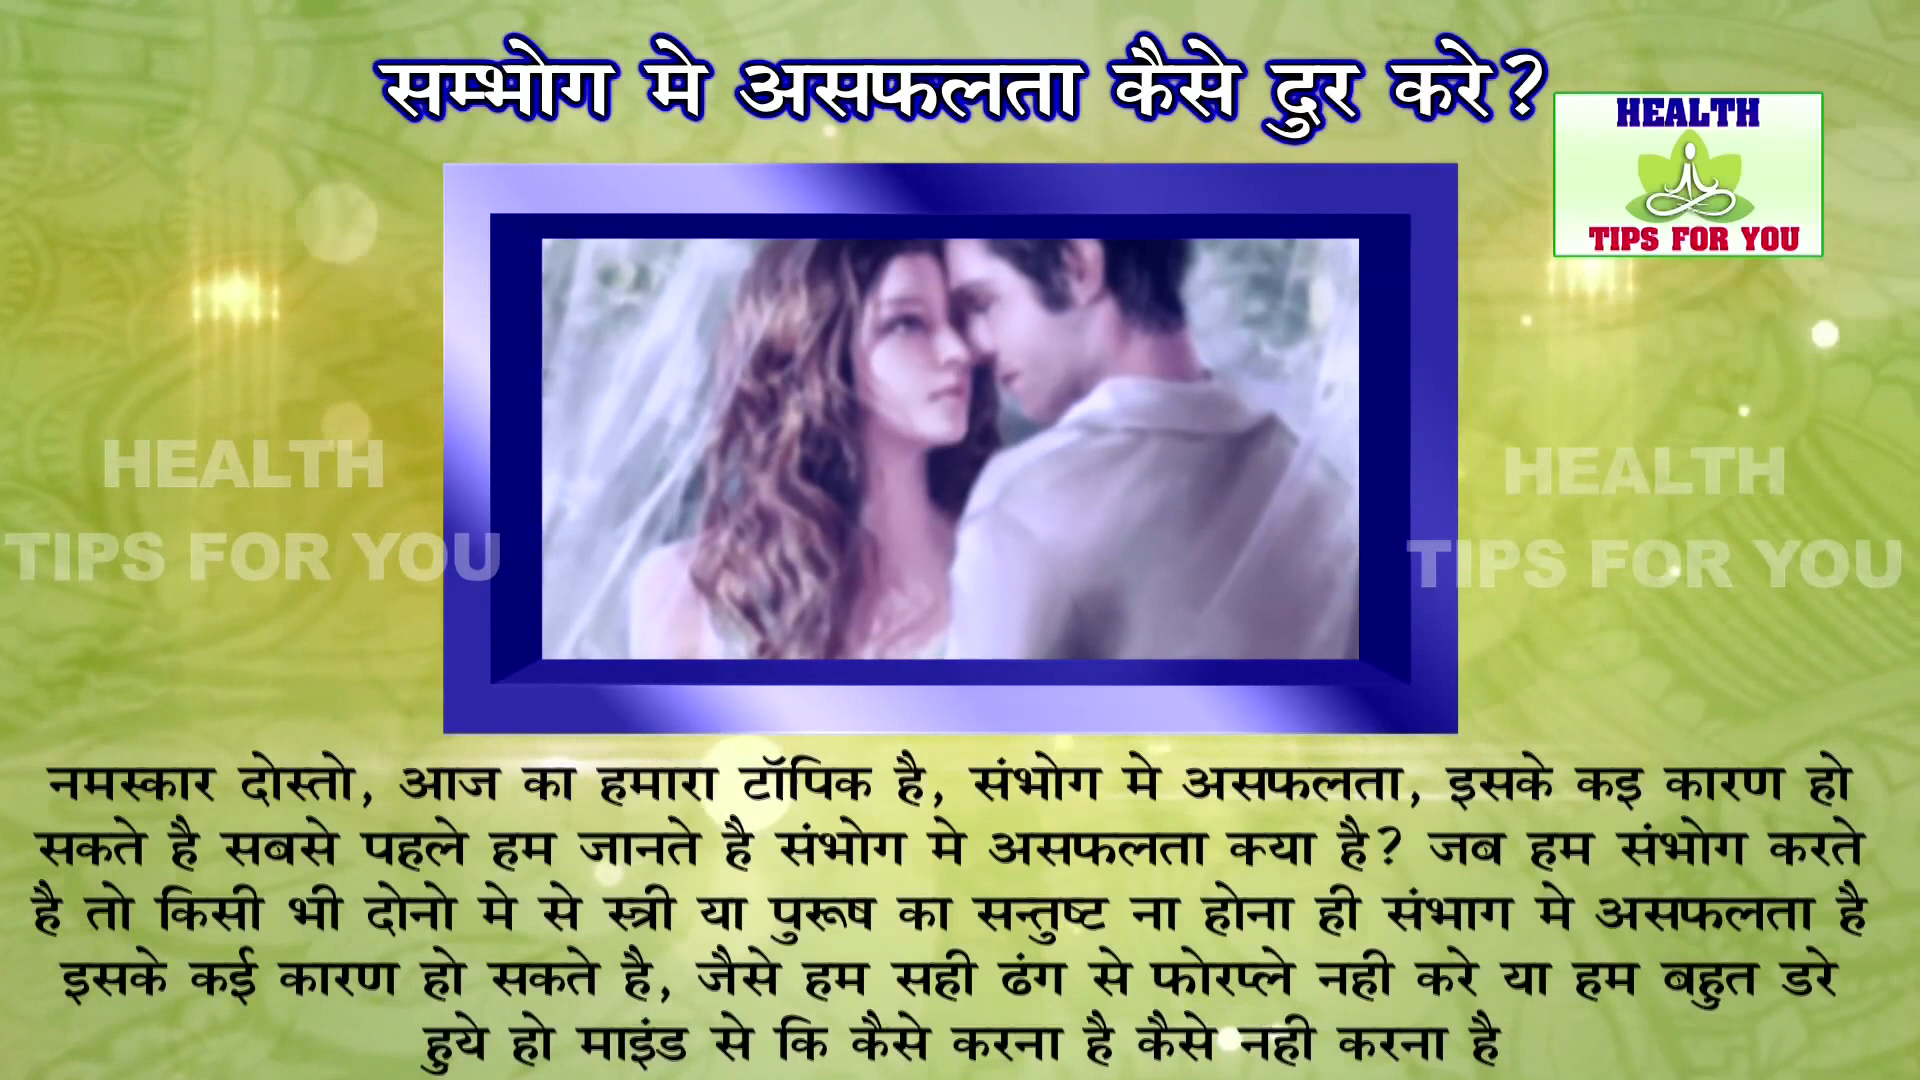 सम्भोग मे असफलता कैसे दुर करे?
HEALTH
TIPS FOR YOU
HEALTH
TIPS FOR YOU
HEALTH
TIPS FOR YOU
नमस्कार दोस्तो, आज का हमारा टॉपिक है, संभोग मे असफलता, इसके कइ कारण हो
सकते है सबसे पहले हम जानते है संभोग मे असफलता क्या है? जब हम संभोग करते
है तो किसी भी दोनो मे से स्त्री या पुरूष का सन्तुष्ट ना होना ही संभाग मे असफलता है
इसके कई कारण हो सकते है, जैसे हम सही ढंग से फोरप्ले नही करे या हम बहुत डरे
हुये हो माइंड से कि कैसे करना है कैसे नही करना है